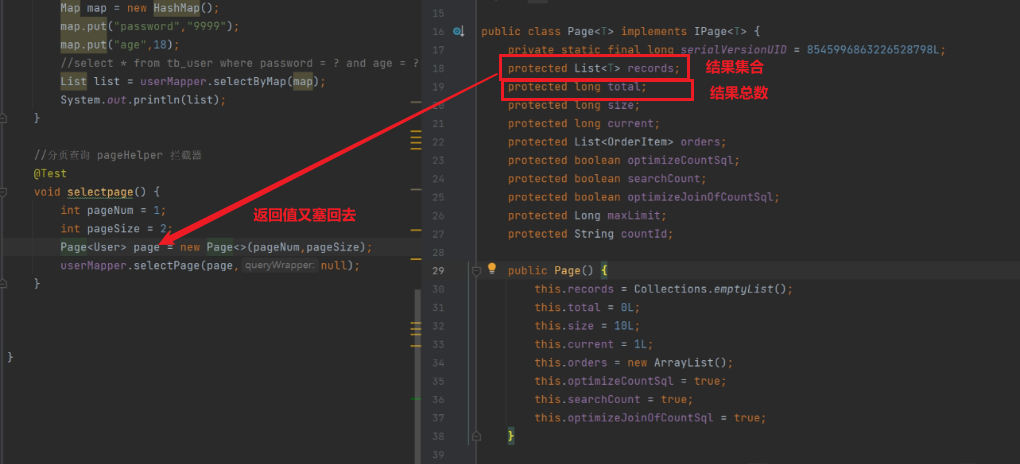 Map map = new HashMap();
map.put("password","9999");
map.put("age",18);
//select * from tb_user where password = ? and age = ?
List list = userMapper.selectByMap(map);
System.out.println(list);
}
//分页查询 pageHelper 拦截器
@Test
void selectpage() {
int pageNum = 1;
int pageSize = 2;
Page<User> page = new Page<>(pageNum,pageSize);
userMapper.selectPage(page, queryWrapper: null);
}
}
返回值又塞回去
15
16 public class Page<T> implements IPage<T> {
17 private static final long serialVersionUID = 8545996863226528798L;
18 protected List<T> records; 结果集合
19 protected long total; 结果总数
20 protected long size;
21 protected long current;
22 protected List<OrderItem> orders;
23 protected boolean optimizeCountSql;
24 protected boolean searchCount;
25 protected boolean optimizeJoinOfCountSql;
26 protected Long maxLimit;
27 protected String countId;
28
29 public Page() {
30 this.records = Collections.emptyList();
31 this.total = 0L;
32 this.size = 10L;
33 this.current = 1L;
34 this.orders = new ArrayList();
35 this.optimizeCountSql = true;
36 this.searchCount = true;
37 this.optimizeJoinOfCountSql = true;
38 }
39